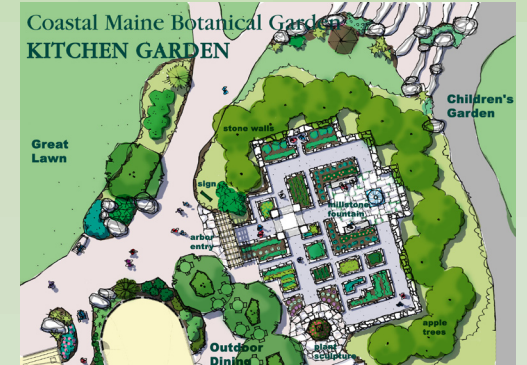 Coastal Maine Botanical Garden
KITCHEN GARDEN
Children's
Garden
stone walls
Great
Lawn
sign
millstone
fountain
arbor
entry
apple
trees
Outdoor
Dining
plant
sculpture